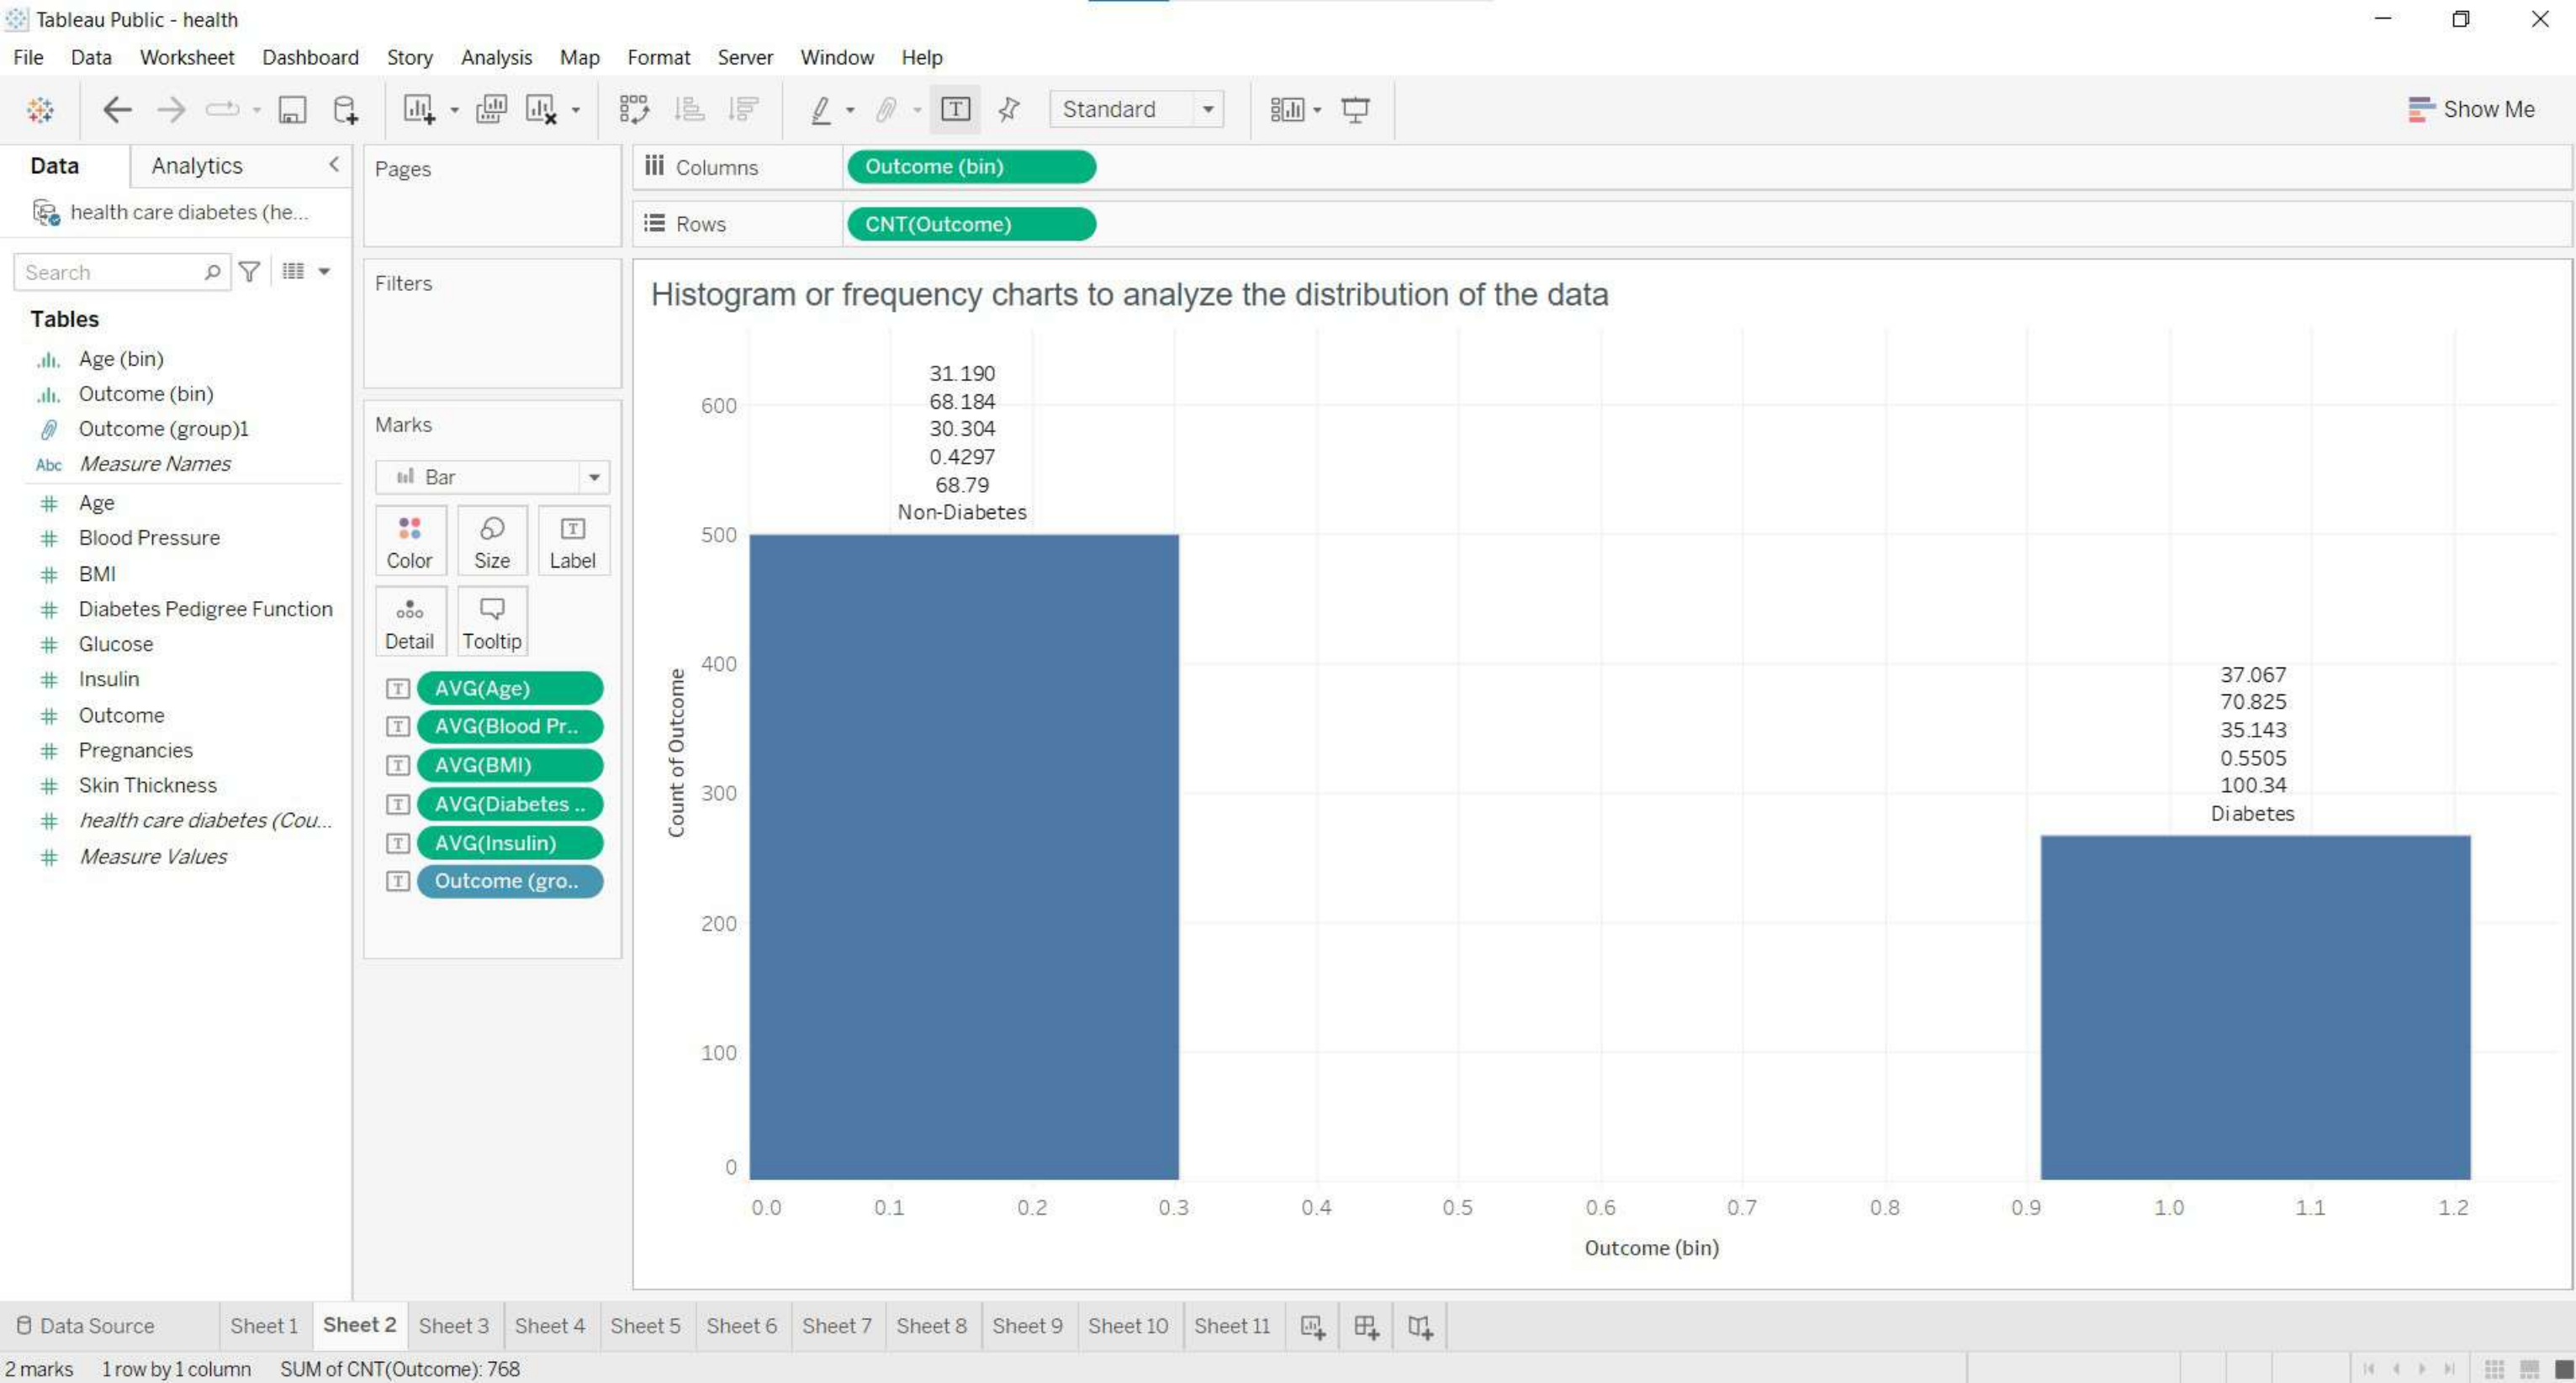 Tableau Public - health
File Data Worksheet Dashboard Story Analysis Map Format Server Window Help
Standard
Show Me
Data Analytics
health care diabetes (he...
Search
Tables
Age (bin)
Outcome (bin)
Outcome (group)1
Abc Measure Names
Age
Blood Pressure
BMI
Diabetes Pedigree Function
Glucose
Insulin
Outcome
Pregnancies
Skin Thickness
health care diabetes (Cou...
Measure Values
Pages
Filters
Marks
Bar
Color Size Label
Detail Tooltip
AVG(Age)
AVG(Blood Pr..
AVG(BMI)
AVG(Diabetes ..
AVG(Insulin)
Outcome (gro..
Columns Outcome (bin)
Rows CNT(Outcome)
Histogram or frequency charts to analyze the distribution of the data
Count of Outcome
600
500
400
300
200
100
0
31.190
68.184
30.304
0.4297
68.79
Non-Diabetes
37.067
70.825
35.143
0.5505
100.34
Diabetes
0.0 0.1 0.2 0.3 0.4 0.5 0.6 0.7 0.8 0.9 1.0 1.1 1.2
Outcome (bin)
Data Source Sheet 1 Sheet 2 Sheet 3 Sheet 4 Sheet 5 Sheet 6 Sheet 7 Sheet 8 Sheet 9 Sheet 10 Sheet 11
2 marks 1 row by 1 column SUM of CNT(Outcome): 768